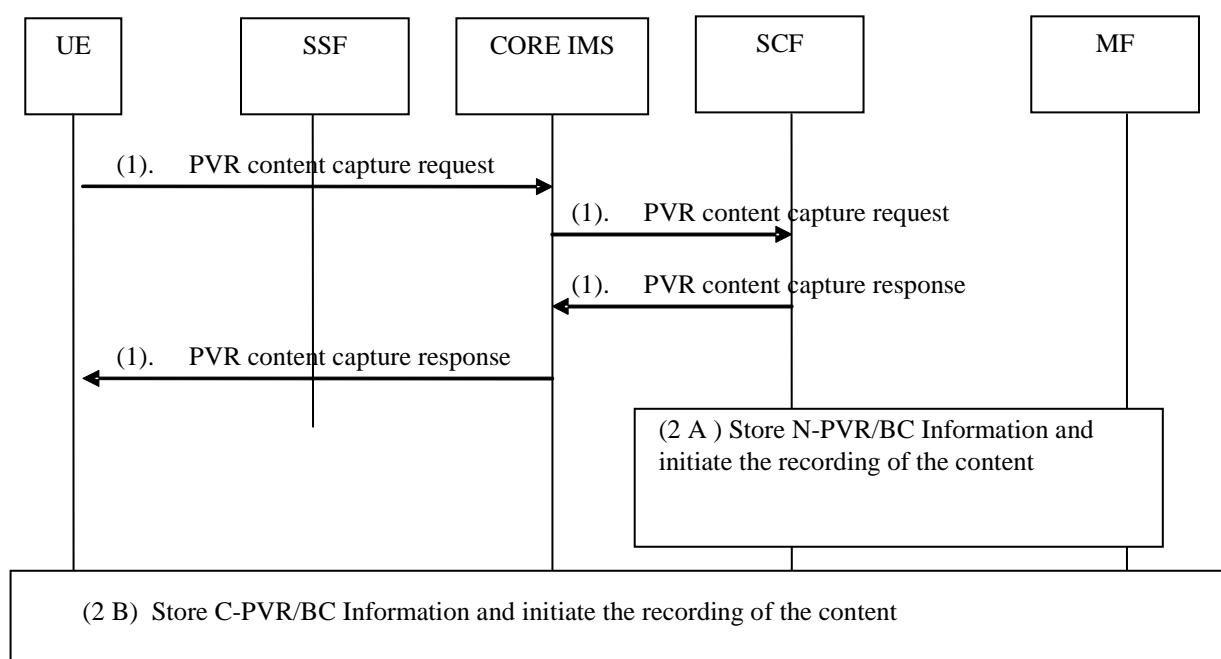 UE
SSF
CORE IMS
SCF
MF
(1). PVR content capture request
(1). PVR content capture request
(1). PVR content capture response
(1). PVR content capture response
(2 A ) Store N-PVR/BC Information and
initiate the recording of the content
(2 B) Store C-PVR/BC Information and initiate the recording of the content